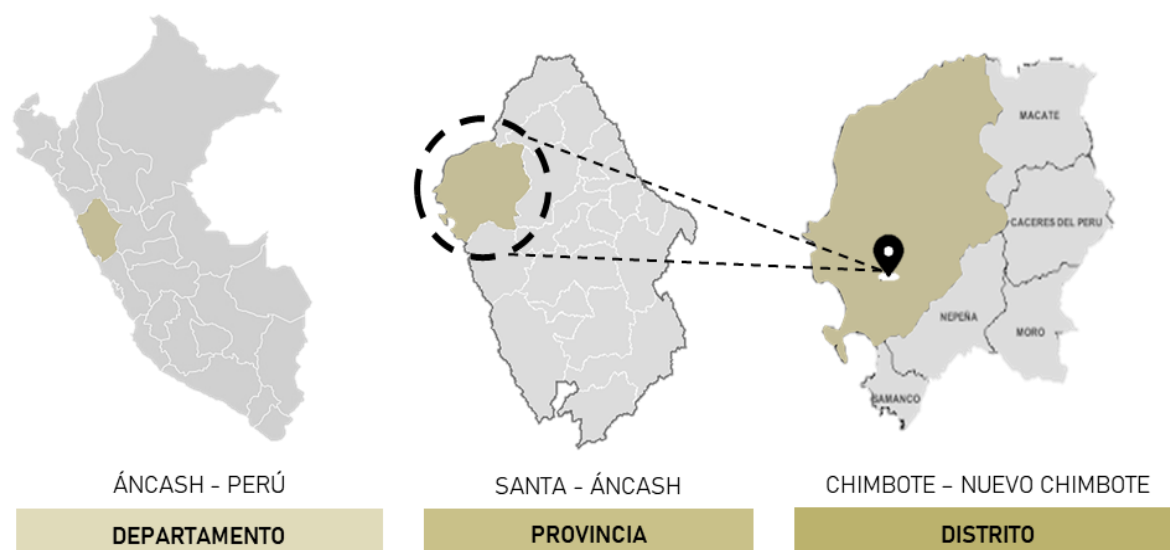 MACATE
CACERES DEL PERU
NEPEÑA
MORO
SAMANCO
ÁNCASH - PERÚ
SANTA - ÁNCASH
CHIMBOTE – NUEVO CHIMBOTE
DEPARTAMENTO
PROVINCIA
DISTRITO